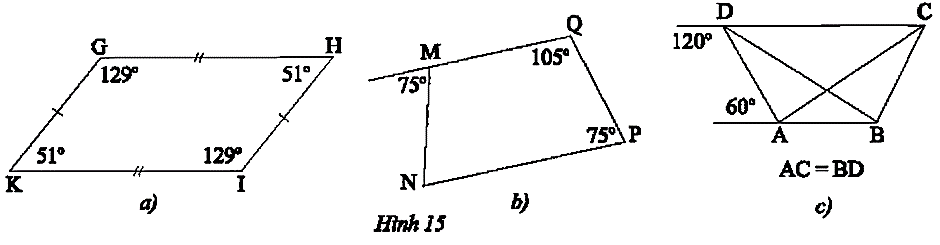 G H
129° 51°
51° 129°
K I
a)
M Q
75° 105°
75° P
N
b)
D C
120°
60°
A B
AC = BD
c)
Hình 15